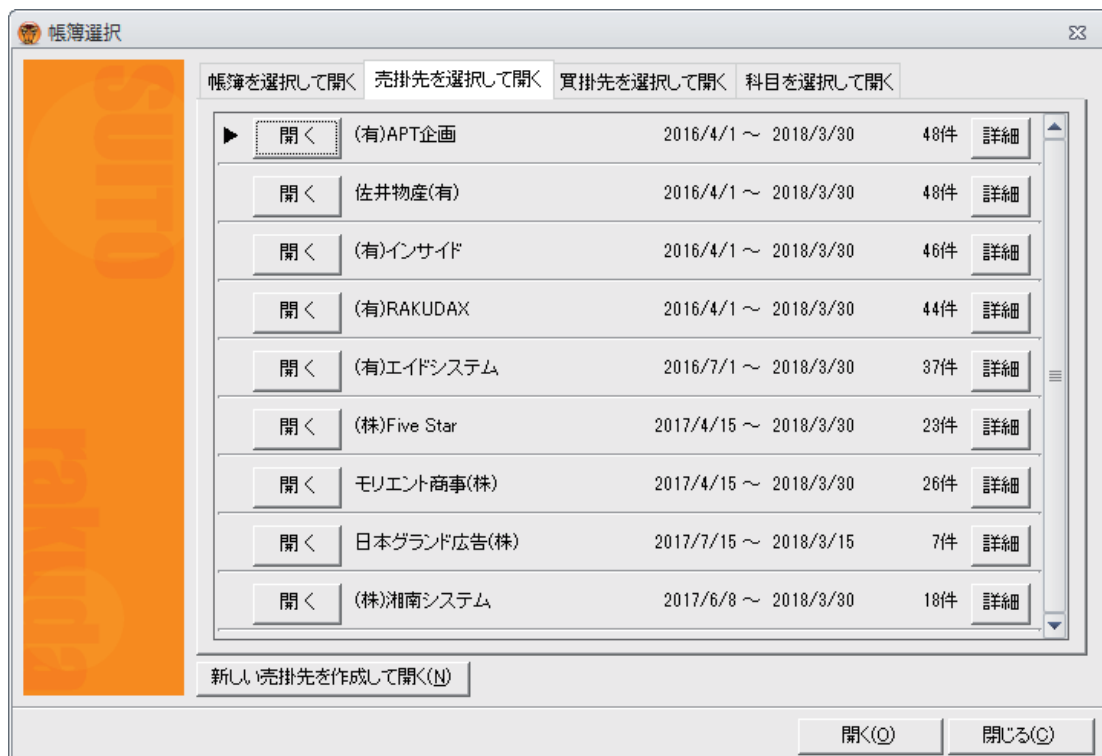 帳簿選択
帳簿を選択して開く 売掛先を選択して開く 買掛先を選択して開く 科目を選択して開く
開く (有)APT企画 2016/4/1～ 2018/3/30 48件 詳細
開く 佐井物産(有) 2016/4/1～ 2018/3/30 48件 詳細
開く (有)インサイド 2016/4/1～ 2018/3/30 46件 詳細
開く (有)RAKUDAX 2016/4/1～ 2018/3/30 44件 詳細
開く (有)エイドシステム 2016/7/1～ 2018/3/30 37件 詳細
開く (株)Five Star 2017/4/15～ 2018/3/30 23件 詳細
開く モリエント商事(株) 2017/4/15～ 2018/3/30 26件 詳細
開く 日本グランド広告(株) 2017/7/15～ 2018/3/15 7件 詳細
開く (株)湘南システム 2017/6/8～ 2018/3/30 18件 詳細
新しい売掛先を作成して開く(N)
開く(O) 閉じる(C)
SUITO
rakuda